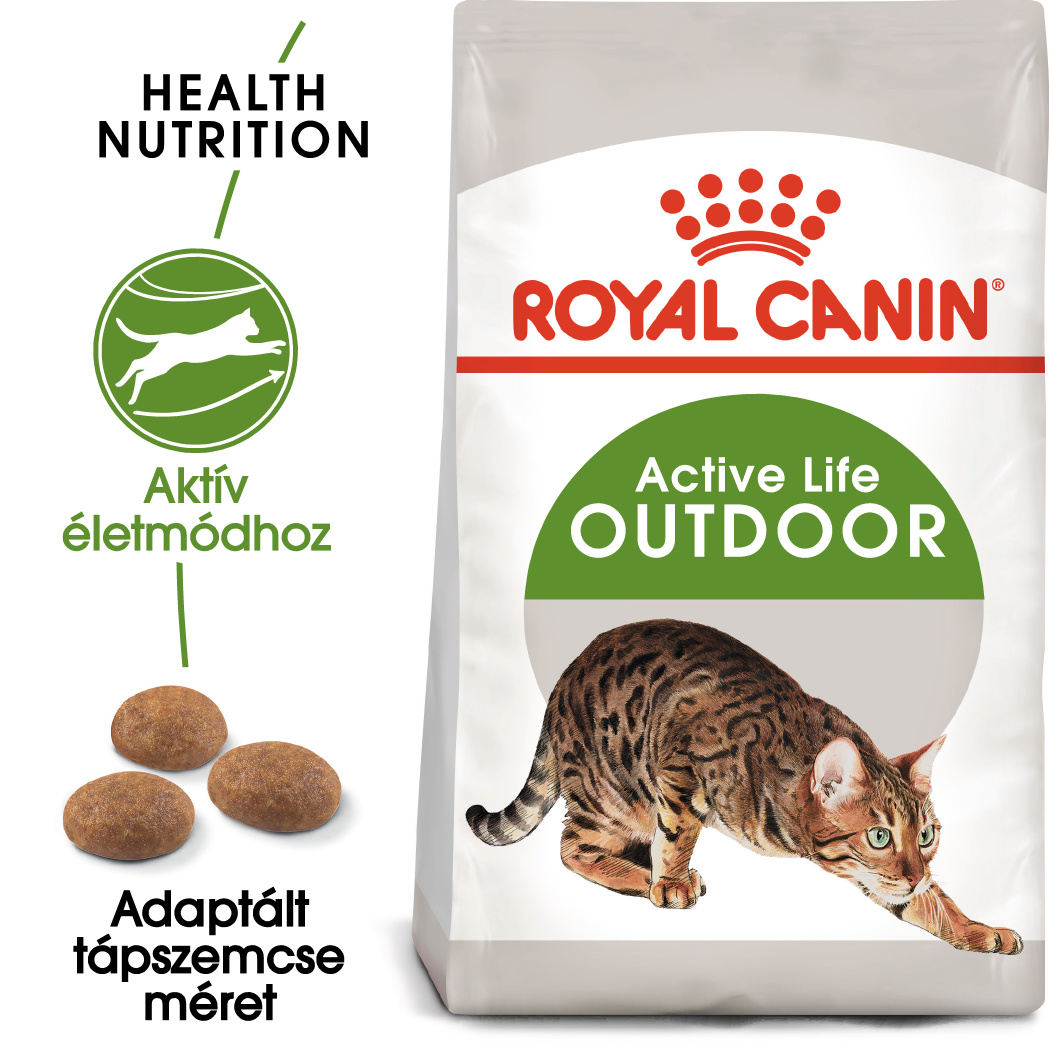 HEALTH
NUTRITION
Aktív
életmódhoz
Adaptált
tápszemcse
méret
ROYAL CANIN®
Active Life
OUTDOOR